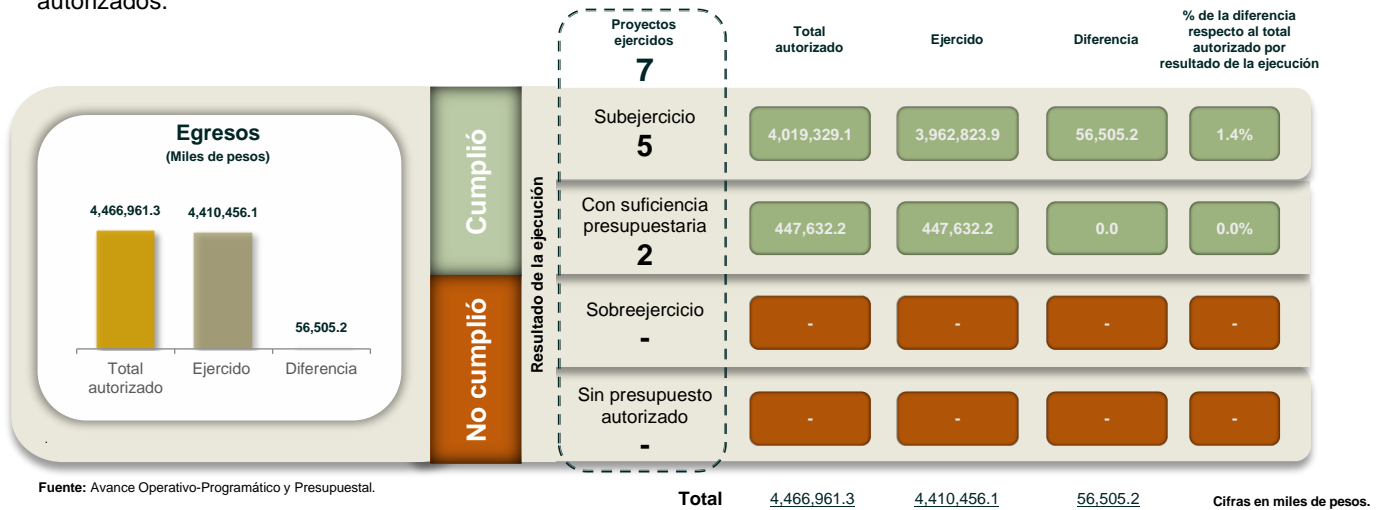 autorizados.
Proyectos
ejercidos
7
Total
autorizado
Ejercido
Diferencia
% de la diferencia
respecto al total
autorizado por
resultado de la ejecución
Egresos
(Miles de pesos)
4,466,961.3
4,410,456.1
56,505.2
Total
autorizado
Ejercido
Diferencia
Cumplió
No cumplió
Resultado de la ejecución
Subejercicio
5
4,019,329.1
3,962,823.9
56,505.2
1.4%
Con suficiencia
presupuestaria
2
447,632.2
447,632.2
0.0
0.0%
Sobreejercicio
-
-
-
-
-
Sin presupuesto
autorizado
-
-
-
-
-
.
Fuente: Avance Operativo-Programático y Presupuestal.
Total 4,466,961.3 4,410,456.1 56,505.2 Cifras en miles de pesos.